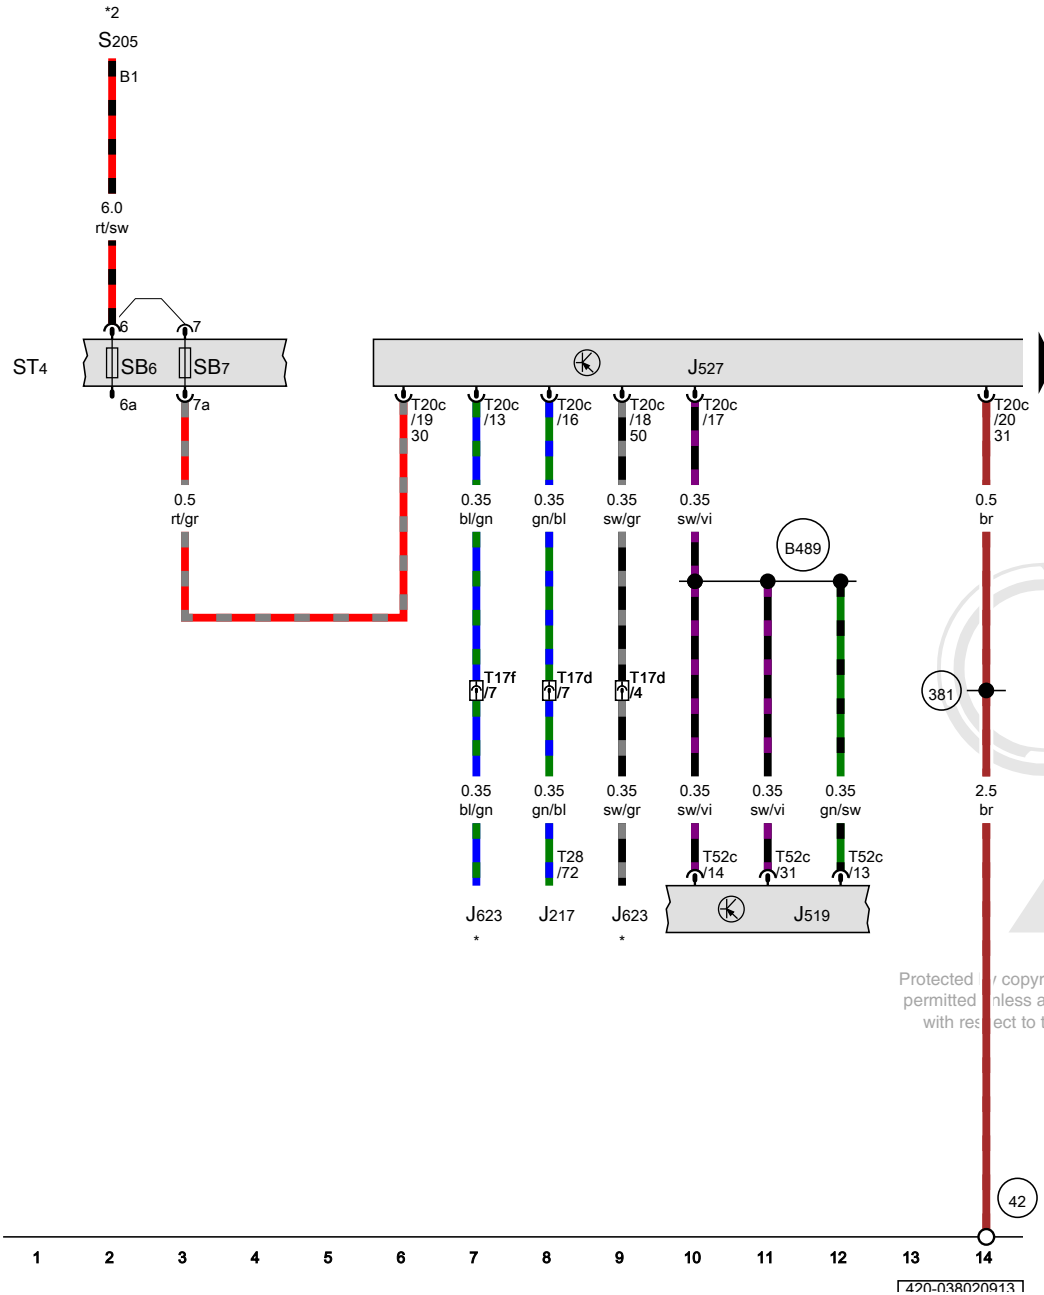 *2
S205
B1
6.0
rt/sw
6
7
ST4
SB6
SB7
J527
6a
7a
T20c
/19
30
T20c
/13
T20c
/16
T20c
/18
50
T20c
/17
T20c
/20
31
0.5
rt/gr
0.35
bl/gn
0.35
gn/bl
0.35
sw/gr
0.35
sw/vi
0.5
br
B489
T17f
/7
T17d
/7
T17d
/4
381
0.35
bl/gn
0.35
gn/bl
0.35
sw/gr
0.35
sw/vi
0.35
sw/vi
0.35
gn/sw
2.5
br
T28
/72
T52c
/14
T52c
/31
T52c
/13
J623
*
J217
J623
*
J519
Protected y copyr
permitted nless a
with res ect to t
42
1 2 3 4 5 6 7 8 9 10 11 12 13 14
420-038020913